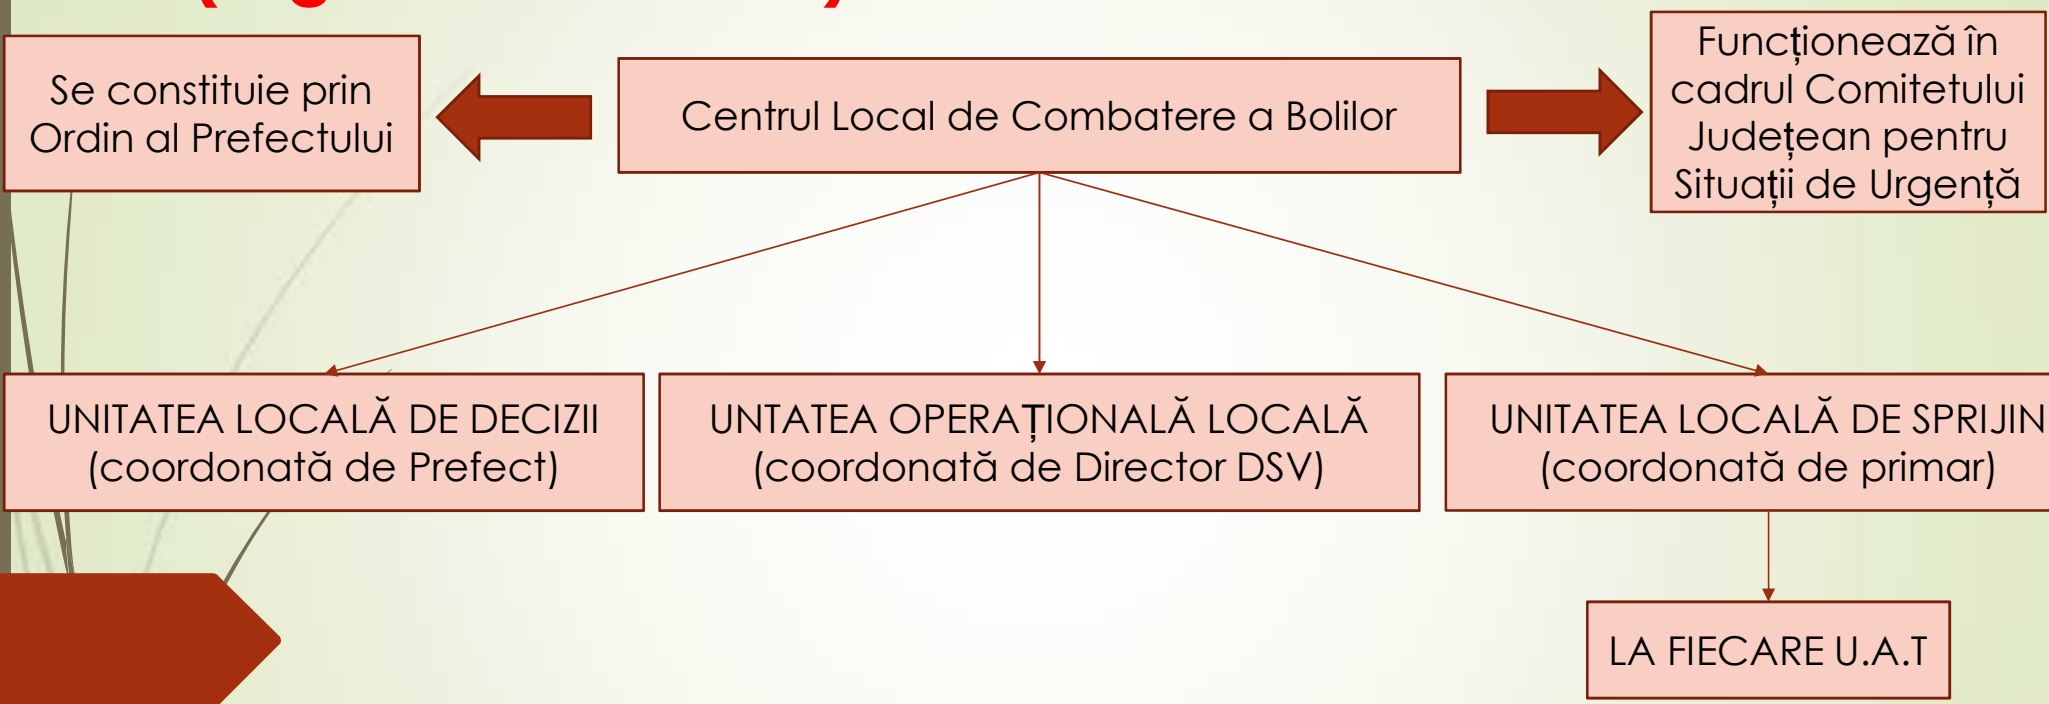 Se constituie prin
Ordin al Prefectului
Centrul Local de Combatere a Bolilor
Funcționează în
cadrul Comitetului
Județean pentru
Situații de Urgență
UNITATEA LOCALĂ DE DECIZII
(coordonată de Prefect)
UNTATEA OPERAȚIONALĂ LOCALĂ
(coordonată de Director DSV)
UNITATEA LOCALĂ DE SPRIJIN
(coordonată de primar)
LA FIECARE U.A.T